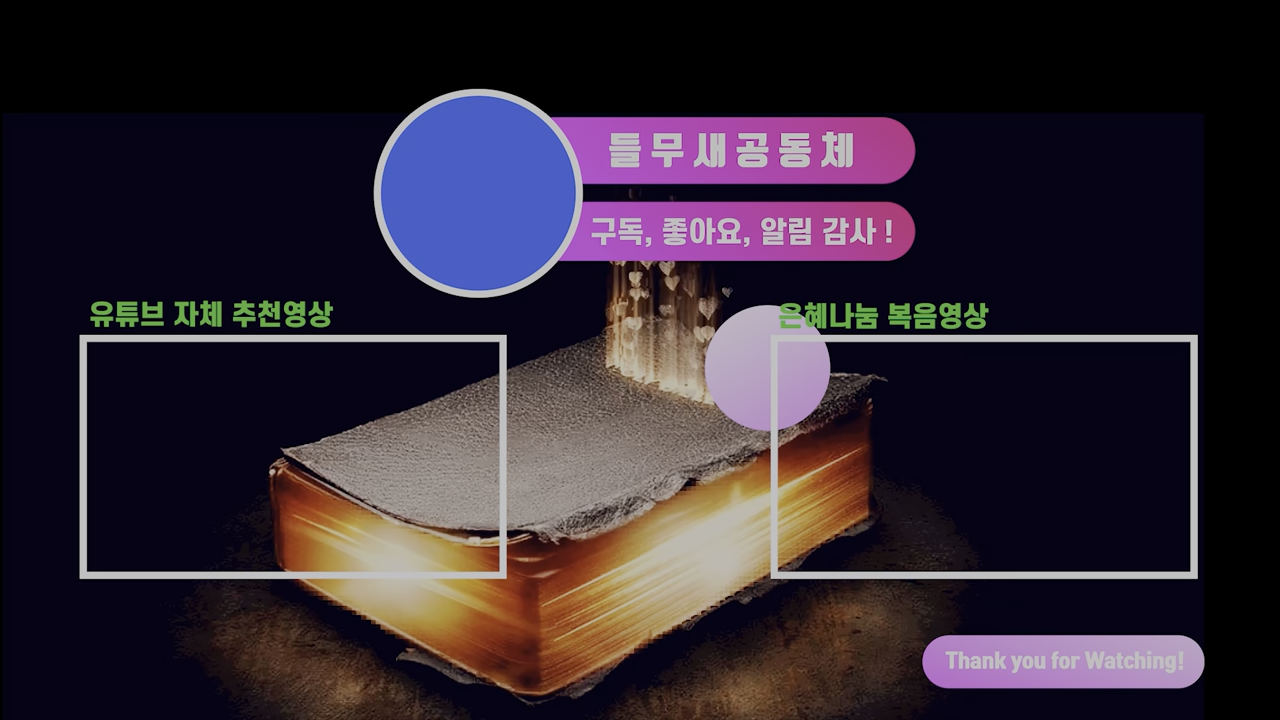 들무새공동체
구독, 좋아요, 알림 감사 !
유튜브 자체 추천영상
은혜나눔 복음영상
Thank you for Watching!